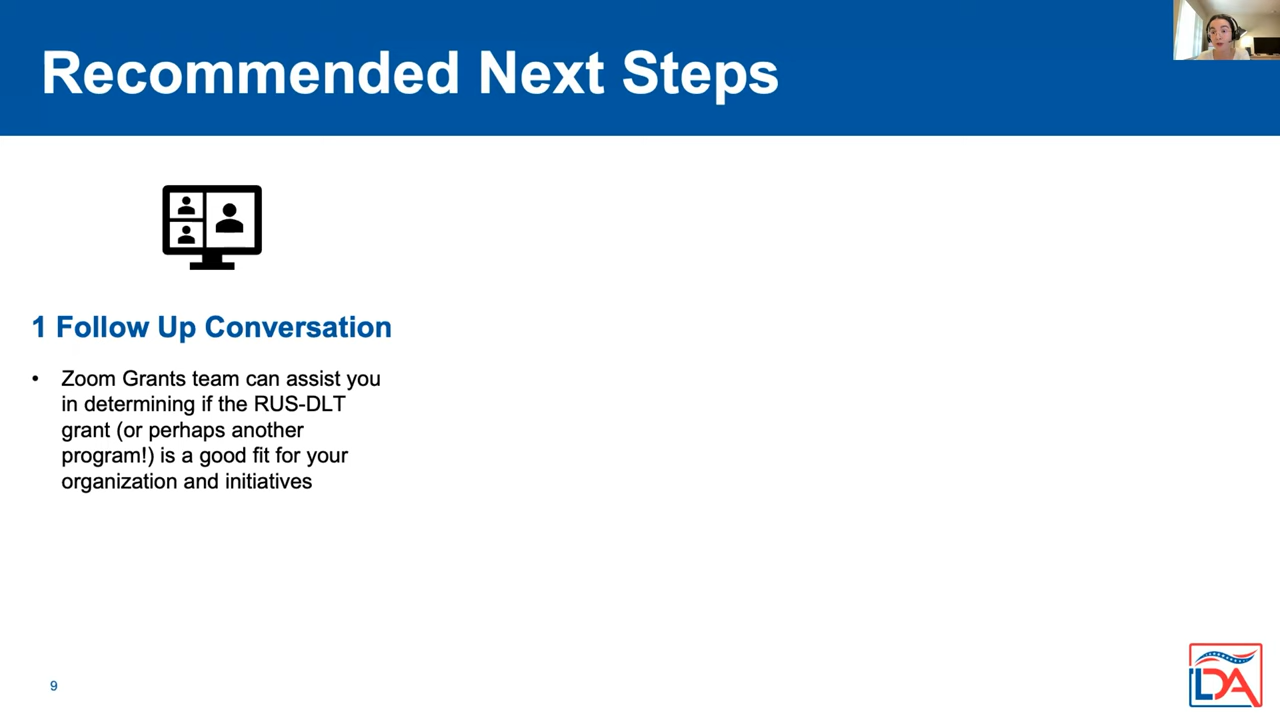 Recommended Next Steps
1 Follow Up Conversation
• Zoom Grants team can assist you
in determining if the RUS-DLT
grant (or perhaps another
program!) is a good fit for your
organization and initiatives
9
LDA